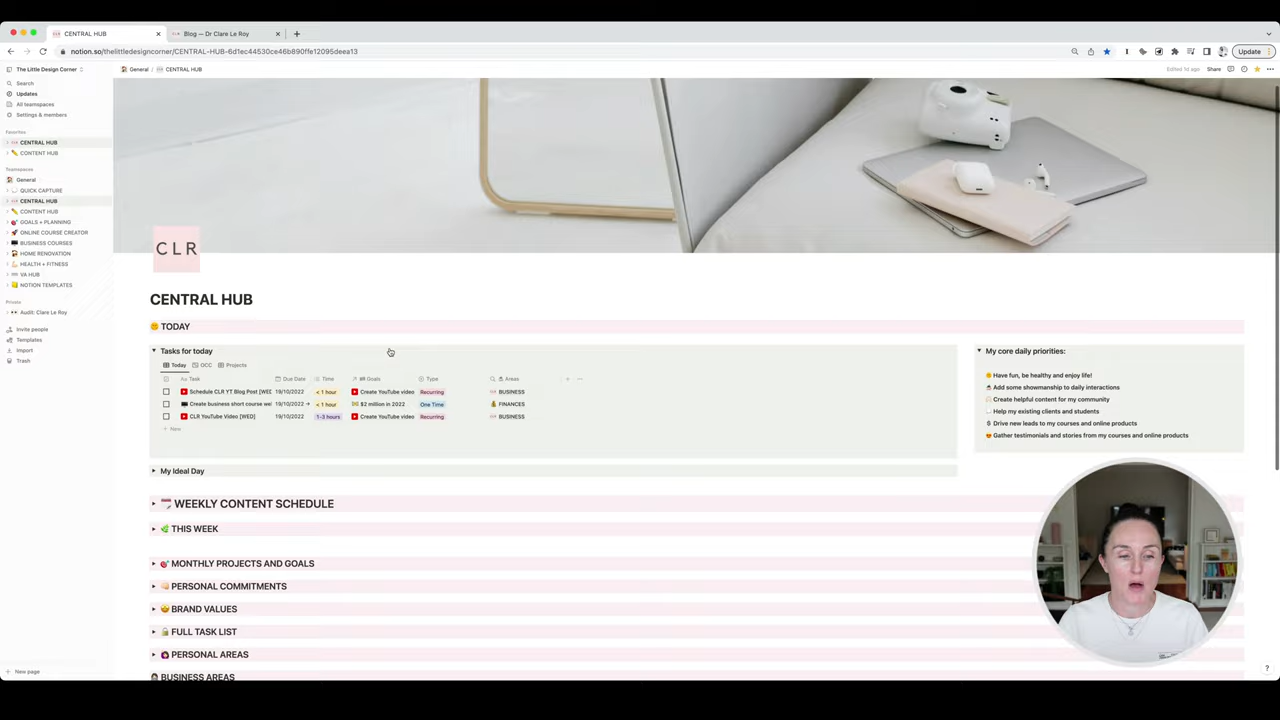 CENTRAL HUB
Blog — Dr Clare Le Roy
notion.so/thelittledesigncorner/CENTRAL-HUB-6d1ec44530ce46b890ffe12095deea13
Update
The Little Design Corner
General / CENTRAL HUB
Edited 1d ago
Share
Search
Updates
All teamspaces
Settings & members
Favorites
CENTRAL HUB
CONTENT HUB
Teamspaces
General
QUICK CAPTURE
CENTRAL HUB
CONTENT HUB
GOALS + PLANNING
ONLINE COURSE CREATOR
BUSINESS COURSES
HOME RENOVATION
HEALTH + FITNESS
VA HUB
NOTION TEMPLATES
Private
Audit: Clare Le Roy
Invite people
Templates
Import
Trash
New page
CLR
CENTRAL HUB
TODAY
Tasks for today
Today OCC Projects
Task Due Date Time Goals Type Areas
Schedule CLR YT Blog Post [WED] 19/10/2022 < 1 hour Create YouTube video Recurring BUSINESS
Create business short course we 19/10/2022 < 1 hour $2 million in 2022 One Time FINANCES
CLR YouTube Video [WED] 19/10/2022 1-3 hours Create YouTube video Recurring BUSINESS
New
My core daily priorities:
Have fun, be healthy and enjoy life!
Add some showmanship to daily interactions
Create helpful content for my community
Help my existing clients and students
Drive new leads to my courses and online products
Gather testimonials and stories from my courses and online products
My Ideal Day
WEEKLY CONTENT SCHEDULE
THIS WEEK
MONTHLY PROJECTS AND GOALS
PERSONAL COMMITMENTS
BRAND VALUES
FULL TASK LIST
PERSONAL AREAS
BUSINESS AREAS